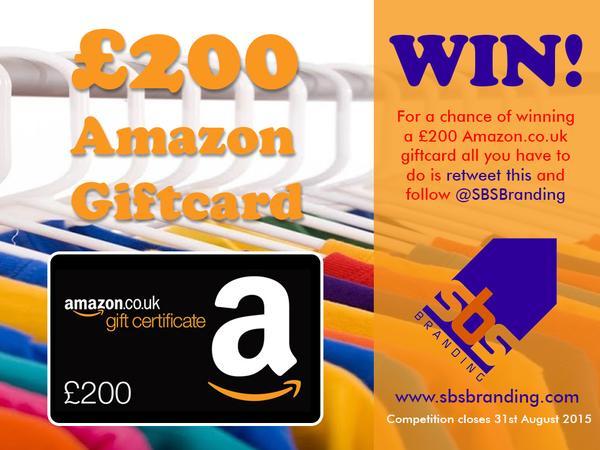 £200
Amazon
Giftcard
amazon.co.uk
gift certificate
a
£200
WIN!
For a chance of winning
a £200 Amazon.co.uk
giftcard all you have to
do is retweet this and
follow @SBSBranding
sbs
BRANDING
www.sbsbranding.com
Competition closes 31st August 2015